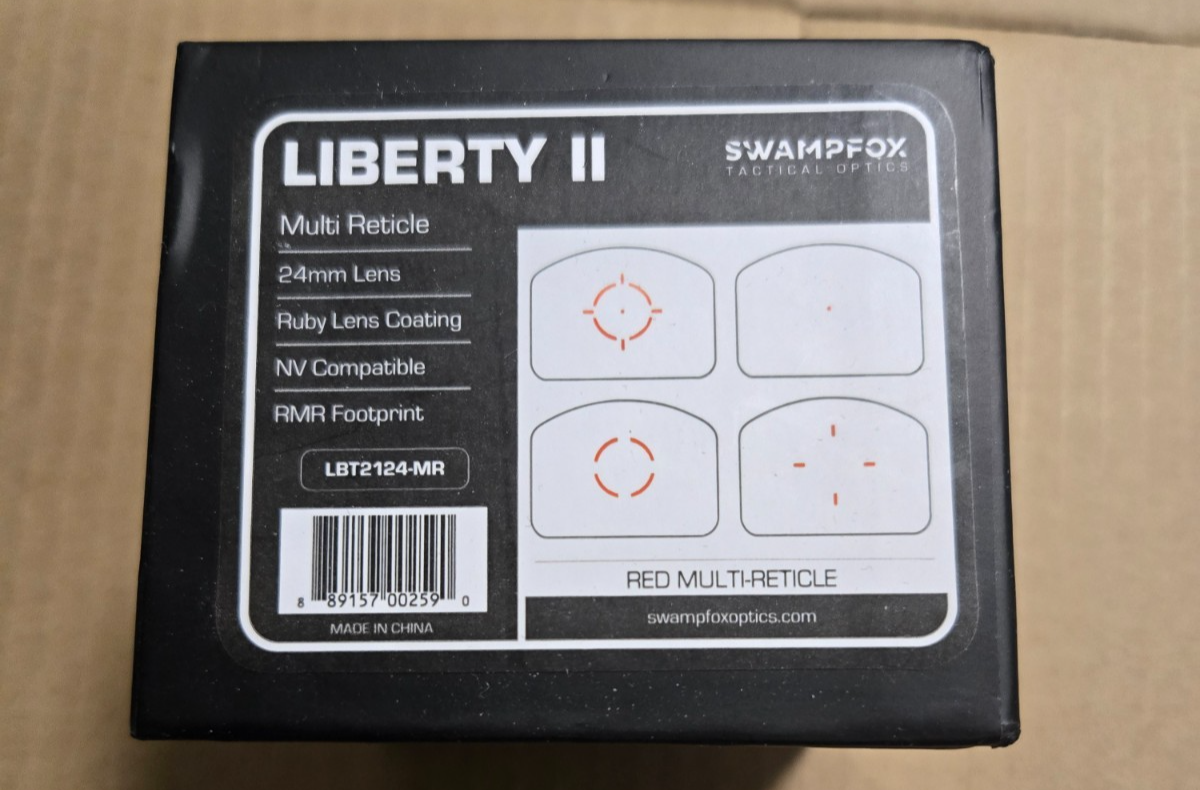 LIBERTY II
SWAMPFOX
TACTICAL OPTICS
Multi Reticle
24mm Lens
Ruby Lens Coating
NV Compatible
RMR Footprint
LBT2124-MR
8 89157 00259 0
MADE IN CHINA
RED MULTI-RETICLE
swampfoxoptics.com